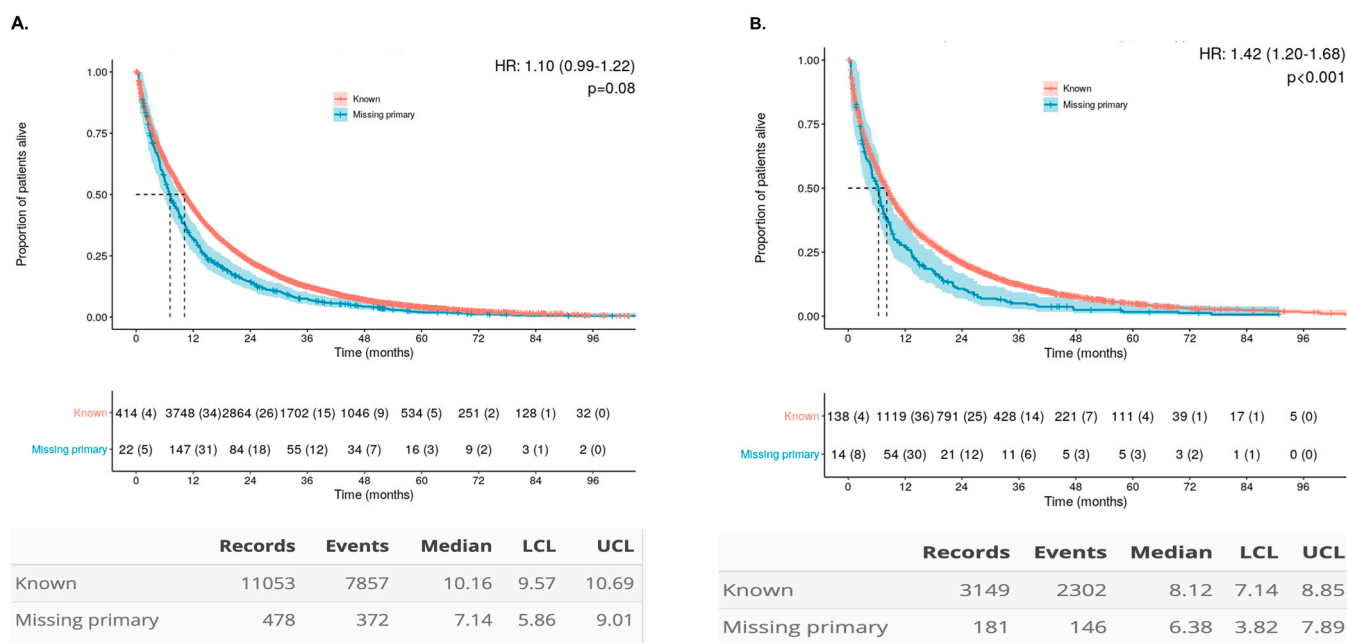 A.
HR: 1.10 (0.99-1.22)
p=0.08
Known
Missing primary
Proportion of patients alive
1.00
0.75
0.50
0.25
0.00
0 12 24 36 48 60 72 84 96
Time (months)
Known 414 (4) 3748 (34) 2864 (26) 1702 (15) 1046 (9) 534 (5) 251 (2) 128 (1) 32 (0)
Missing primary 22 (5) 147 (31) 84 (18) 55 (12) 34 (7) 16 (3) 9 (2) 3 (1) 2 (0)
0 12 24 36 48 60 72 84 96
Time (months)
Records Events Median LCL UCL
Known 11053 7857 10.16 9.57 10.69
Missing primary 478 372 7.14 5.86 9.01
B.
HR: 1.42 (1.20-1.68)
p<0.001
Known
Missing primary
Proportion of patients alive
1.00
0.75
0.50
0.25
0.00
0 12 24 36 48 60 72 84 96
Time (months)
Known 138 (4) 1119 (36) 791 (25) 428 (14) 221 (7) 111 (4) 39 (1) 17 (1) 5 (0)
Missing primary 14 (8) 54 (30) 21 (12) 11 (6) 5 (3) 5 (3) 3 (2) 1 (1) 0 (0)
0 12 24 36 48 60 72 84 96
Time (months)
Records Events Median LCL UCL
Known 3149 2302 8.12 7.14 8.85
Missing primary 181 146 6.38 3.82 7.89